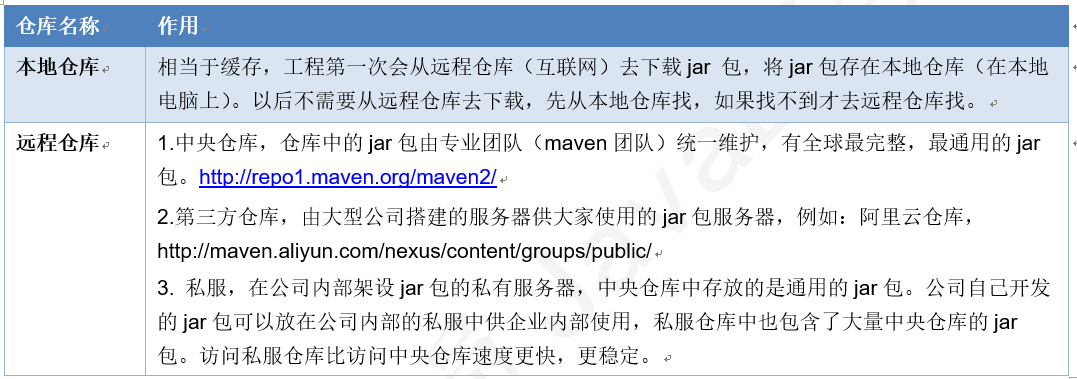 仓库名称 作用
本地仓库 相当于缓存，工程第一次会从远程仓库（互联网）去下载 jar 包，将 jar 包存在本地仓库（在本地
电脑上）。以后不需要从远程仓库去下载，先从本地仓库找，如果找不到才去远程仓库找。
远程仓库 1.中央仓库，仓库中的 jar 包由专业团队（maven 团队）统一维护，有全球最完整，最通用的 jar
包。http://repo1.maven.org/maven2/
2.第三方仓库，由大型公司搭建的服务器供大家使用的 jar 包服务器，例如：阿里云仓库，
http://maven.aliyun.com/nexus/content/groups/public/
3. 私服，在公司内部架设 jar 包的私有服务器，中央仓库中存放的是通用的 jar 包。公司自己开发
的 jar 包可以放在公司内部的私服中供企业内部使用，私服仓库中也包含了大量中央仓库的 jar
包。访问私服仓库比访问中央仓库速度更快，更稳定。
Java